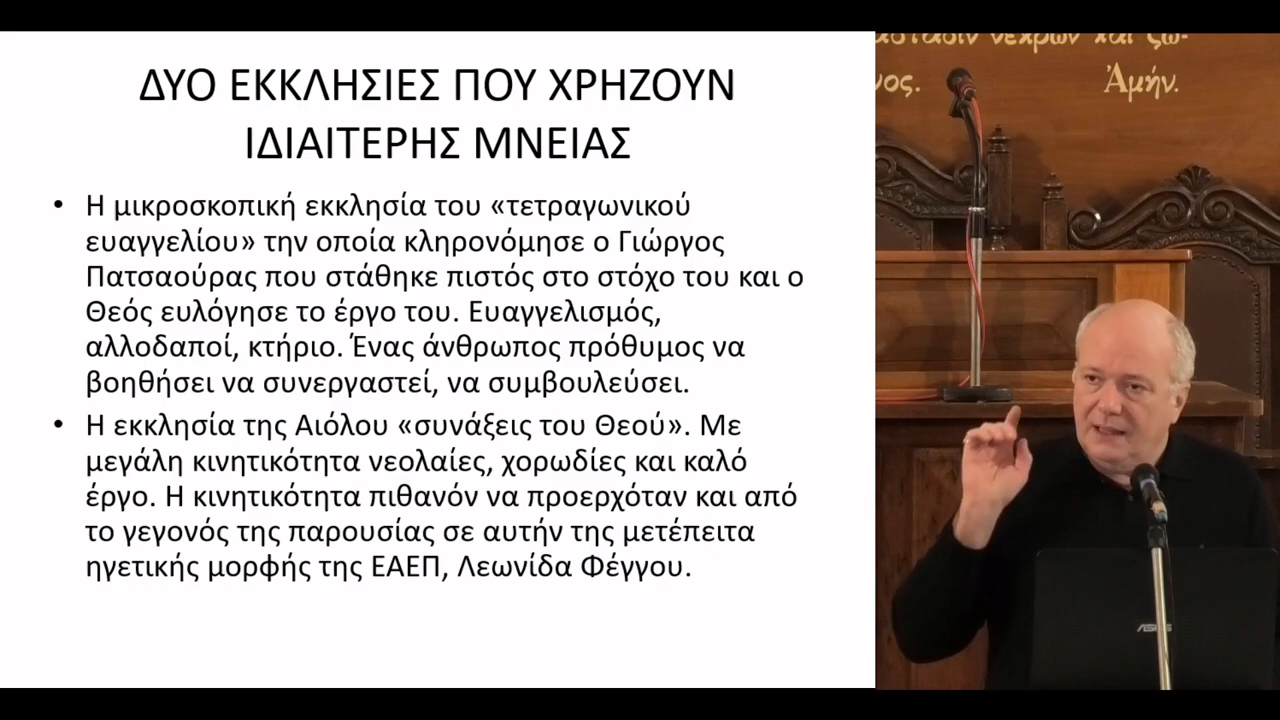 ΔΥΟ ΕΚΚΛΗΣΙΕΣ ΠΟΥ ΧΡΗΖΟΥΝ
ΙΔΙΑΙΤΕΡΗΣ ΜΝΕΙΑΣ
• Η μικροσκοπική εκκλησία του «τετραγωνικού
ευαγγελίου» την οποία κληρονόμησε ο Γιώργος
Πατσαούρας που στάθηκε πιστός στο στόχο του και ο
Θεός ευλόγησε το έργο του. Ευαγγελισμός,
αλλοδαποί, κτήριο. Ένας άνθρωπος πρόθυμος να
βοηθήσει να συνεργαστεί, να συμβουλεύσει.
• Η εκκλησία της Αιόλου «συνάξεις του Θεού». Με
μεγάλη κινητικότητα νεολαίες, χορωδίες και καλό
έργο. Η κινητικότητα πιθανόν να προερχόταν και από
το γεγονός της παρουσίας σε αυτήν της μετέπειτα
ηγετικής μορφής της ΕΑΕΠ, Λεωνίδα Φέγγου.
νεκρῶν καὶ ζω-
Ἀμήν.
ASUS